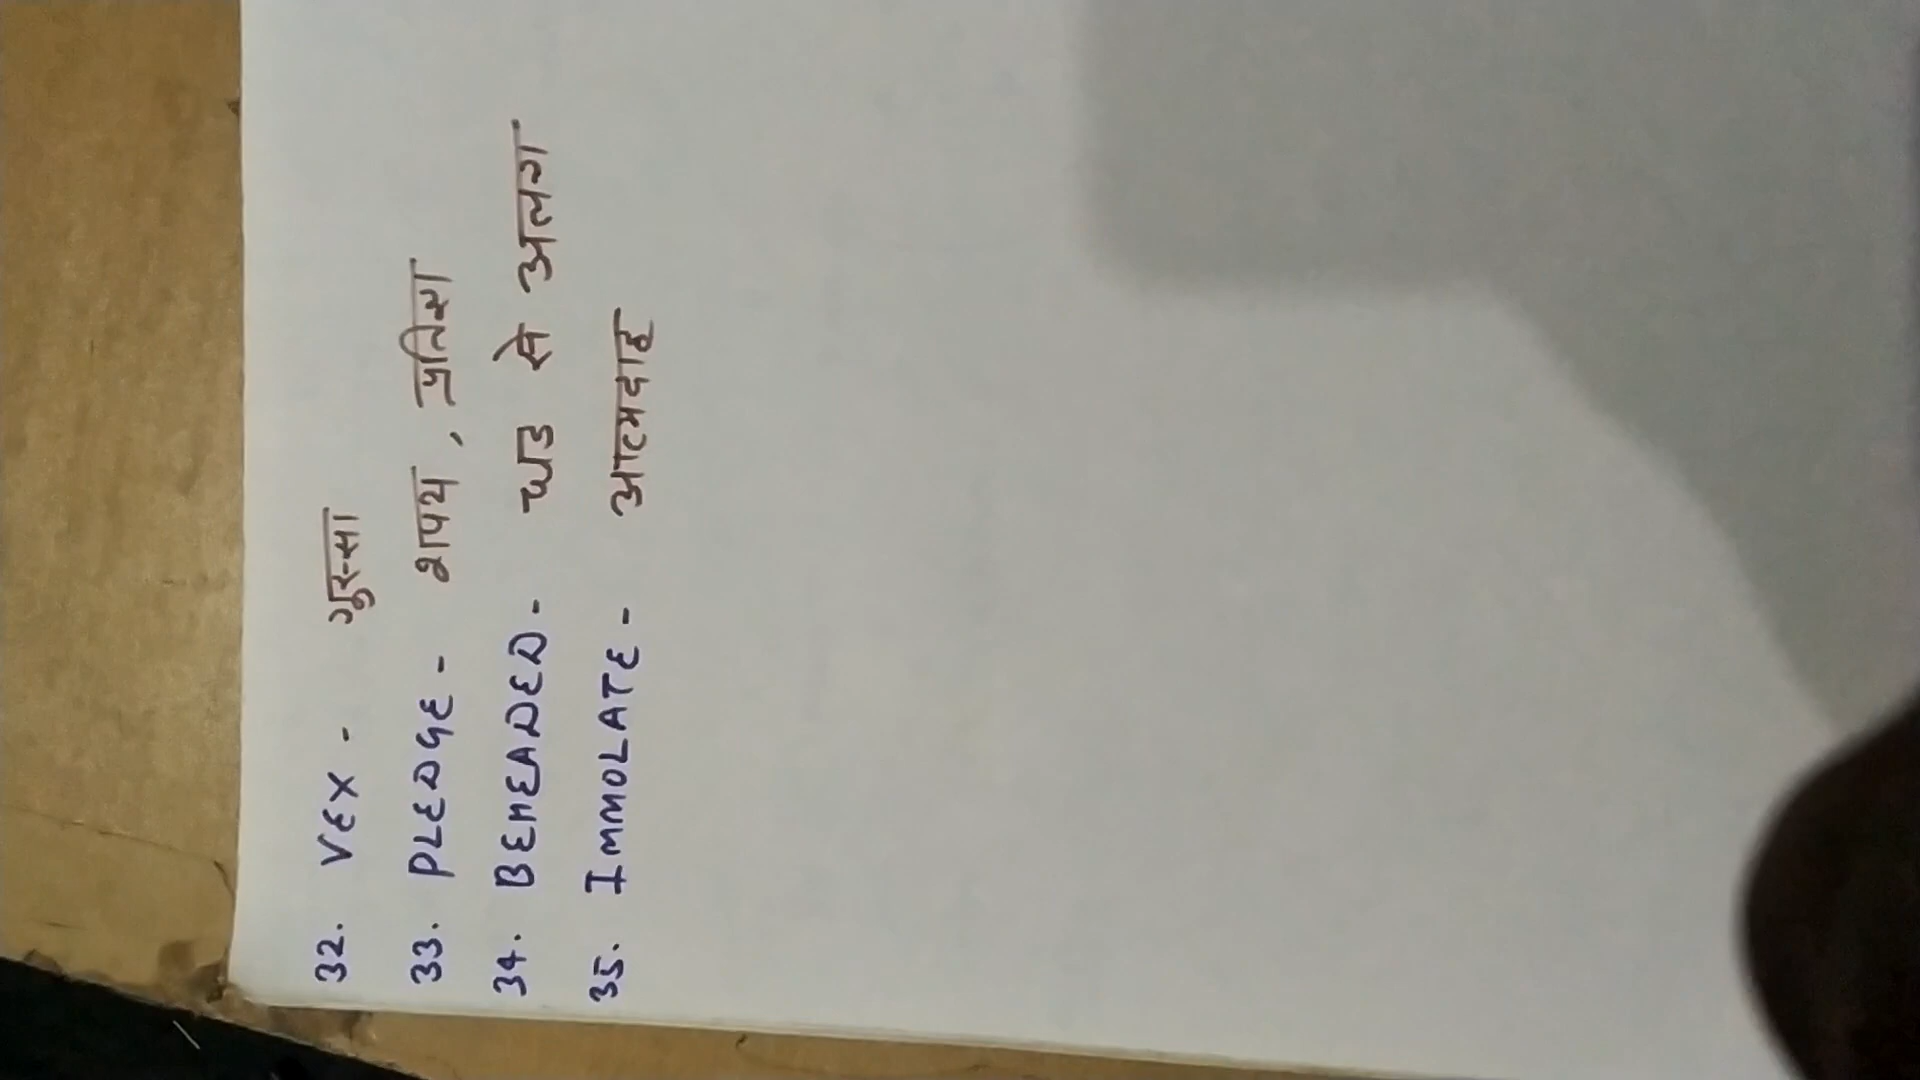 32. VEX - गुस्सा
33. PLEDGE - शपथ, प्रतिज्ञा
34. BEHEADED - धड से अलग
35. IMMOLATE - आत्मदाह